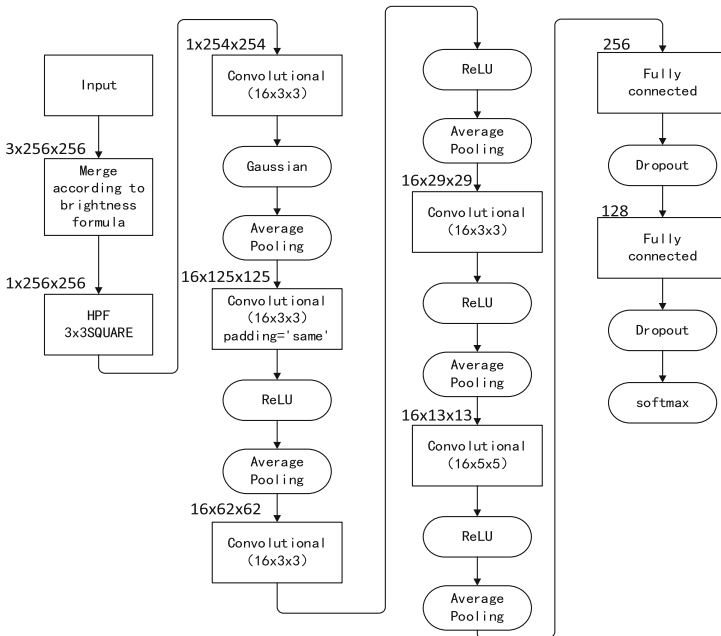 Input
3x256x256
Merge
according to
brightness
formula
1x256x256
HPF
3x3SQUARE
1x254x254
Convolutional
(16x3x3)
Gaussian
Average
Pooling
16x125x125
Convolutional
(16x3x3)
padding='same'
ReLU
Average
Pooling
16x62x62
Convolutional
(16x3x3)
ReLU
Average
Pooling
16x29x29
Convolutional
(16x3x3)
ReLU
Average
Pooling
16x13x13
Convolutional
(16x5x5)
ReLU
Average
Pooling
256
Fully
connected
Dropout
128
Fully
connected
Dropout
softmax